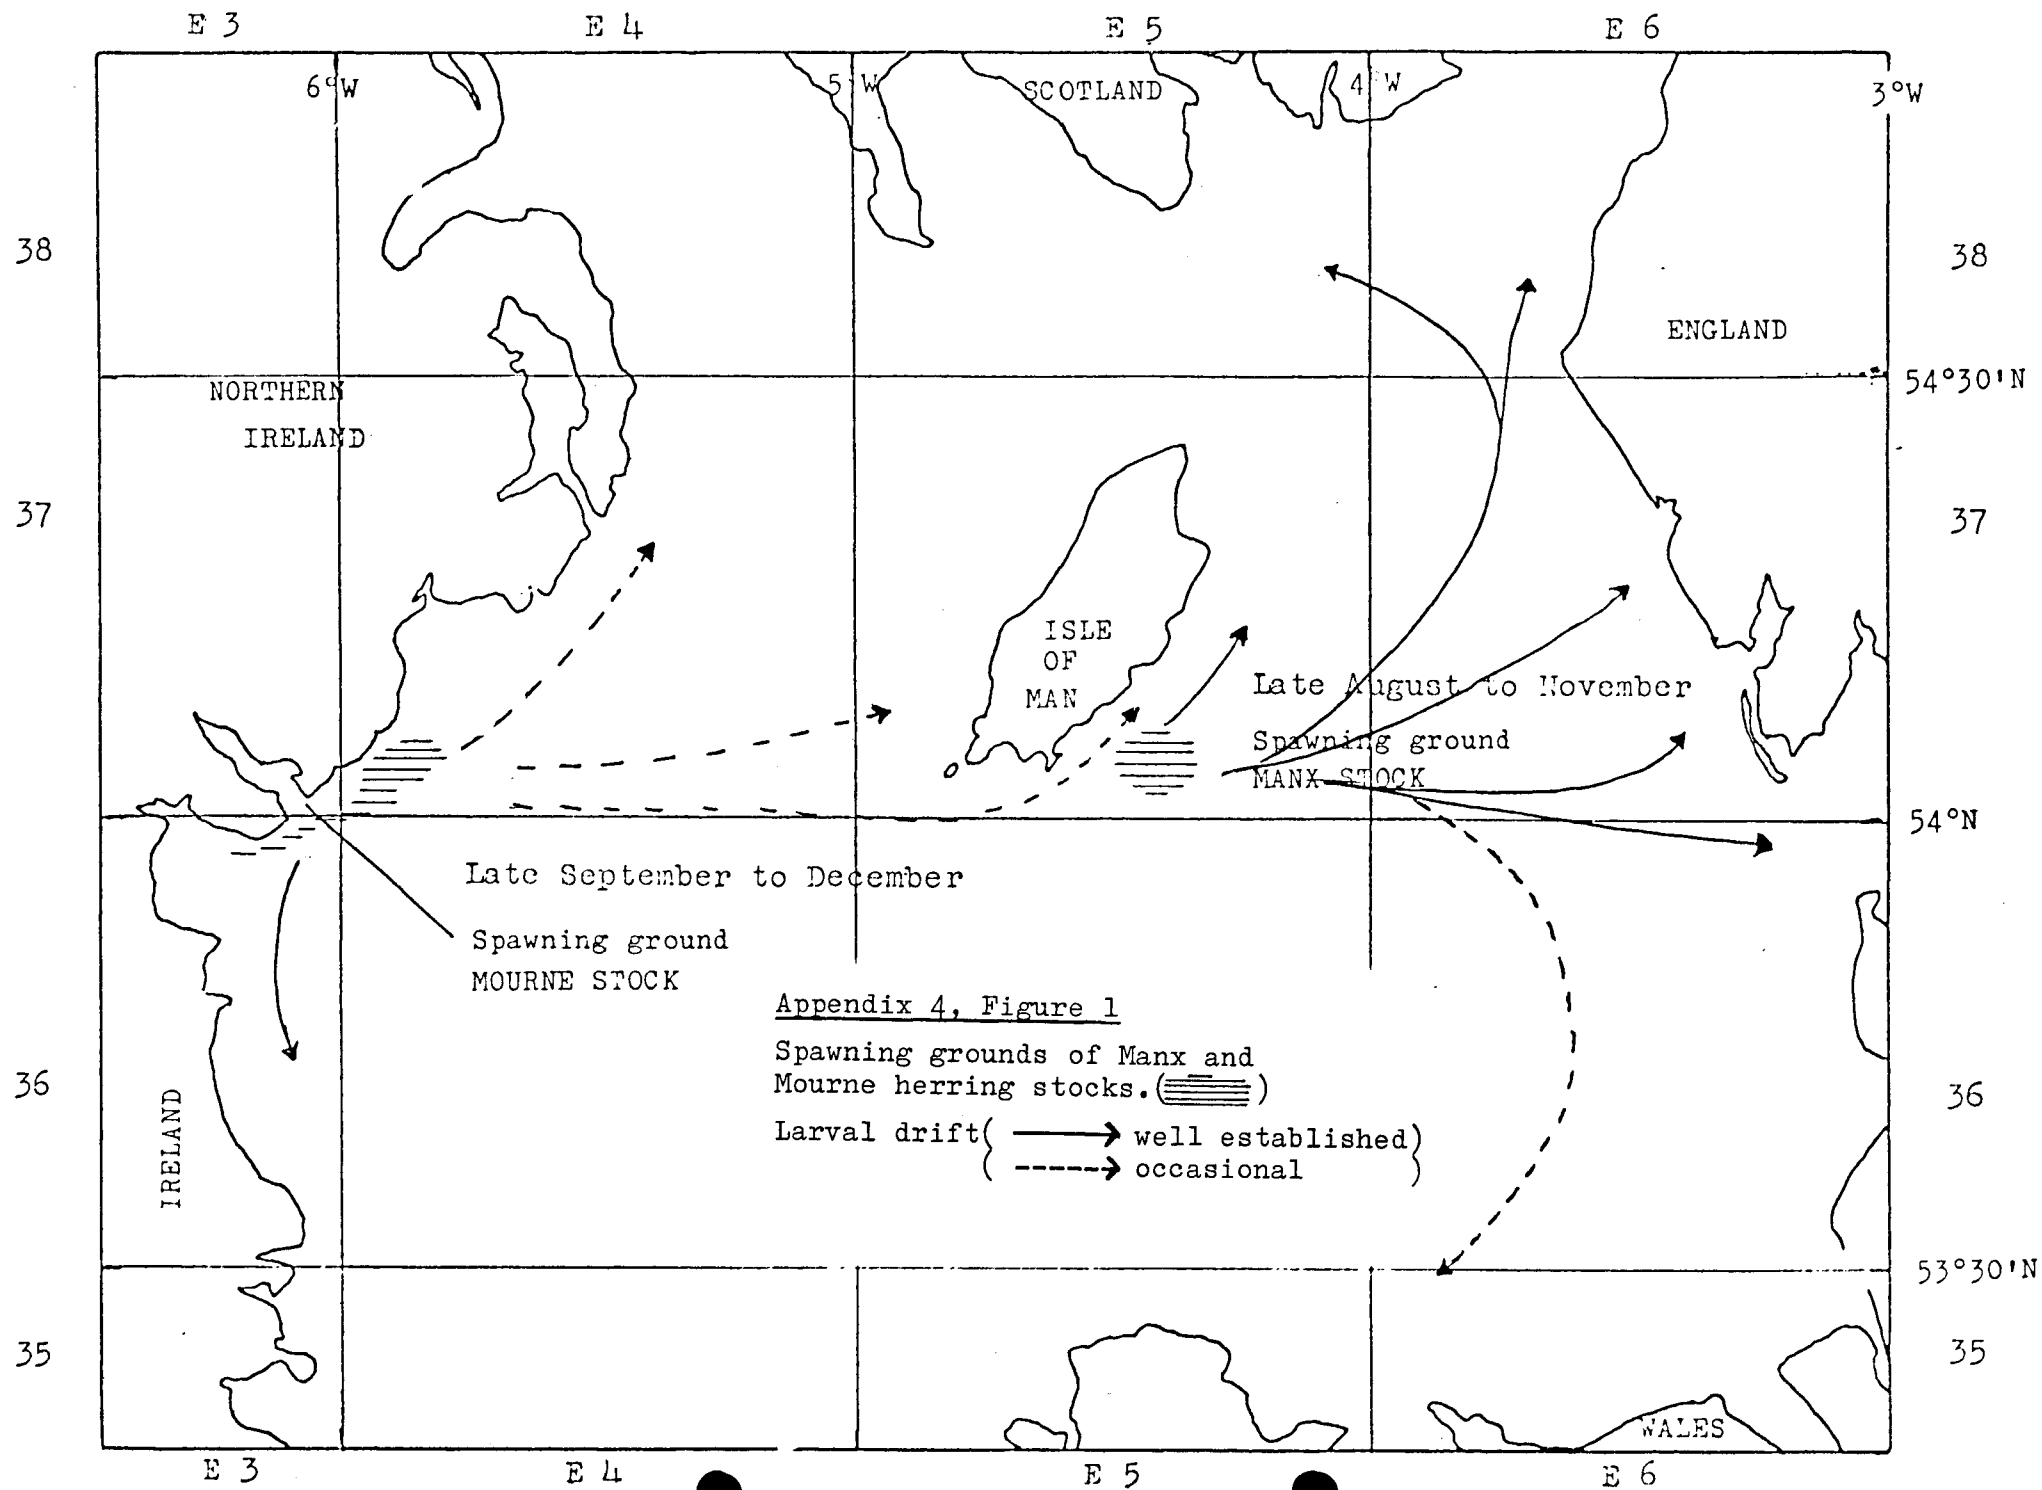 E 3 E 4 E 5 E 6
6°W 5°W SCOTLAND 4°W 3°W
38 38
ENGLAND
54°30'N
NORTHERN
IRELAND
37 37
ISLE
OF
MAN
Late August to November
Spawning ground
MANX STOCK
54°N
Late September to December
Spawning ground
MOURNE STOCK
Appendix 4, Figure 1
Spawning grounds of Manx and
Mourne herring stocks.( )
Larval drift( well established)
( occasional )
36 36
IRELAND
53°30'N
35 35
WALES
E 3 E 4 E 5 E 6